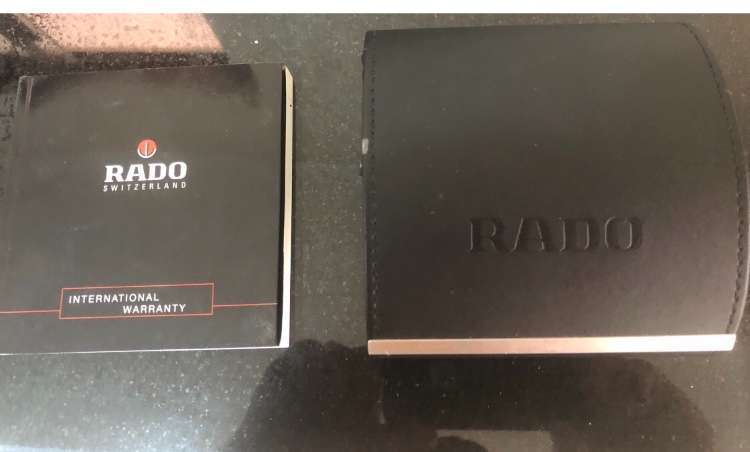 RADO
SWITZERLAND
INTERNATIONAL
WARRANTY
RADO